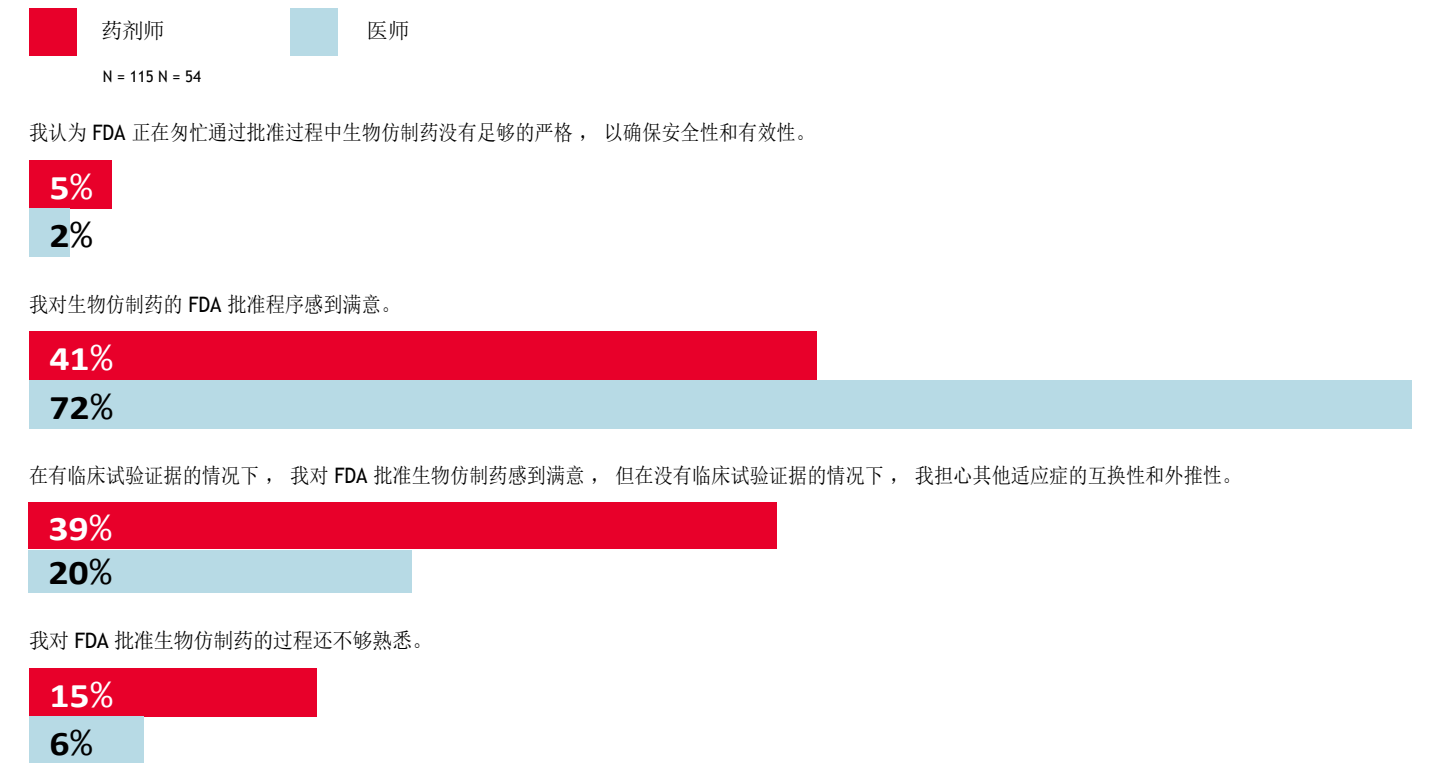 药剂师 医师
N = 115 N = 54
我认为 FDA 正在匆忙通过批准过程中生物仿制药没有足够的严格 ， 以确保安全性和有效性。
5%
2%
我对生物仿制药的 FDA 批准程序感到满意。
41%
72%
在有临床试验证据的情况下 ， 我对 FDA 批准生物仿制药感到满意 ， 但在没有临床试验证据的情况下 ， 我担心其他适应症的互换性和外推性。
39%
20%
我对 FDA 批准生物仿制药的过程还不够熟悉。
15%
6%